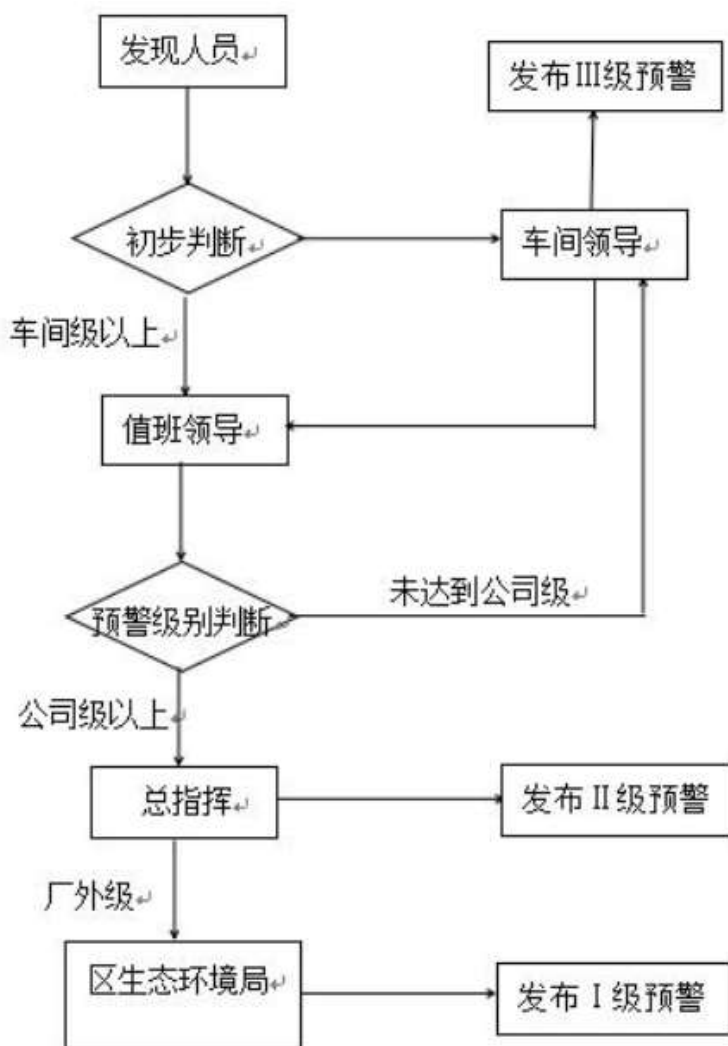 发现人员
发布III级预警
初步判断
车间领导
车间级以上
值班领导
未达到公司级
预警级别判断
公司级以上
总指挥
发布II级预警
厂外级
区生态环境局
发布I级预警